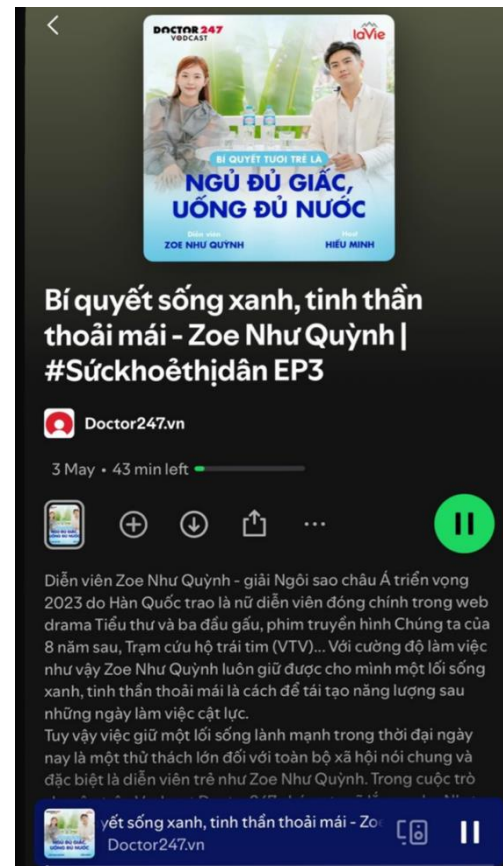 DOCTOR 247
VODCAST
laVie
BÍ QUYẾT TƯƠI TRẺ LÀ
NGỦ ĐỦ GIẤC,
UỐNG ĐỦ NƯỚC
Diễn viên
ZOE NHƯ QUỲNH
Host
HIẾU MINH
Bí quyết sống xanh, tinh thần
thoải mái - Zoe Như Quỳnh |
#Sứckhoẻthịdân EP3
Doctor247.vn
3 May • 43 min left
Diễn viên Zoe Như Quỳnh - giải Ngôi sao châu Á triển vọng
2023 do Hàn Quốc trao là nữ diễn viên đóng chính trong web
drama Tiểu thư và ba đầu gấu, phim truyền hình Chúng ta của
8 năm sau, Trạm cứu hộ trái tim (VTV)... Với cường độ làm việc
như vậy Zoe Như Quỳnh luôn giữ được cho mình một lối sống
xanh, tinh thần thoải mái là cách để tái tạo năng lượng sau
những ngày làm việc cật lực.
Tuy vậy việc giữ một lối sống lành mạnh trong thời đại ngày
nay là một thử thách lớn đối với toàn bộ xã hội nói chung và
đặc biệt là diễn viên trẻ như Zoe Như Quỳnh. Trong cuộc trò
yết sống xanh, tinh thần thoải mái - Zo
Doctor247.vn